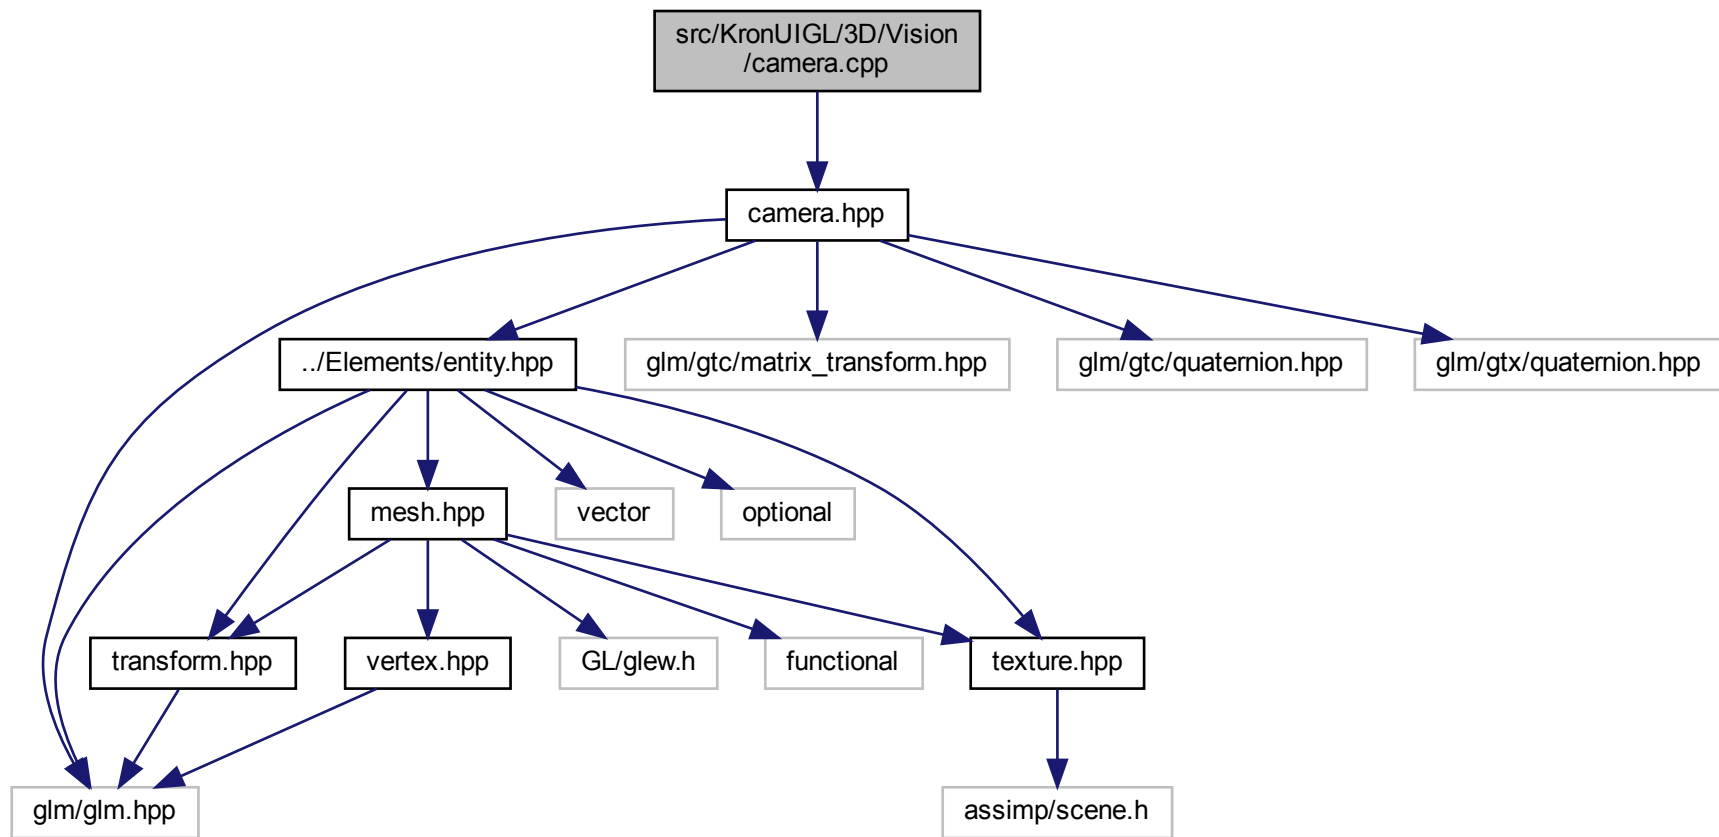 src/KronUIGL/3D/Vision
/camera.cpp
camera.hpp
../Elements/entity.hpp
glm/gtc/matrix_transform.hpp
glm/gtc/quaternion.hpp
glm/gtx/quaternion.hpp
mesh.hpp
vector
optional
transform.hpp
vertex.hpp
GL/glew.h
functional
texture.hpp
glm/glm.hpp
assimp/scene.h